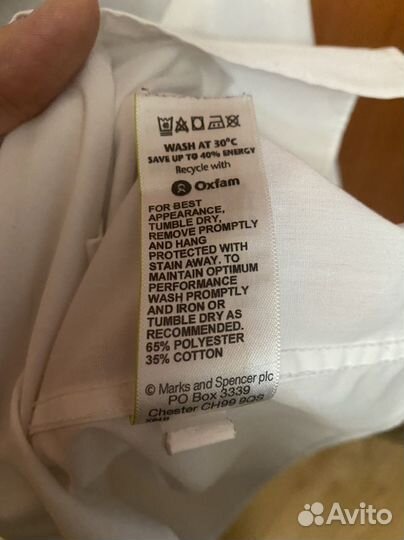 WASH AT 30°C
SAVE UP TO 40% ENERGY
Recycle with
Oxfam
FOR BEST
APPEARANCE,
TUMBLE DRY,
REMOVE PROMPTLY
AND HANG
PROTECTED WITH
STAIN AWAY. TO
MAINTAIN OPTIMUM
PERFORMANCE
WASH PROMPTLY
AND IRON OR
TUMBLE DRY AS
RECOMMENDED.
65% POLYESTER
35% COTTON
© Marks and Spencer plc
PO Box 3339
Chester CH99 9QS
Avito